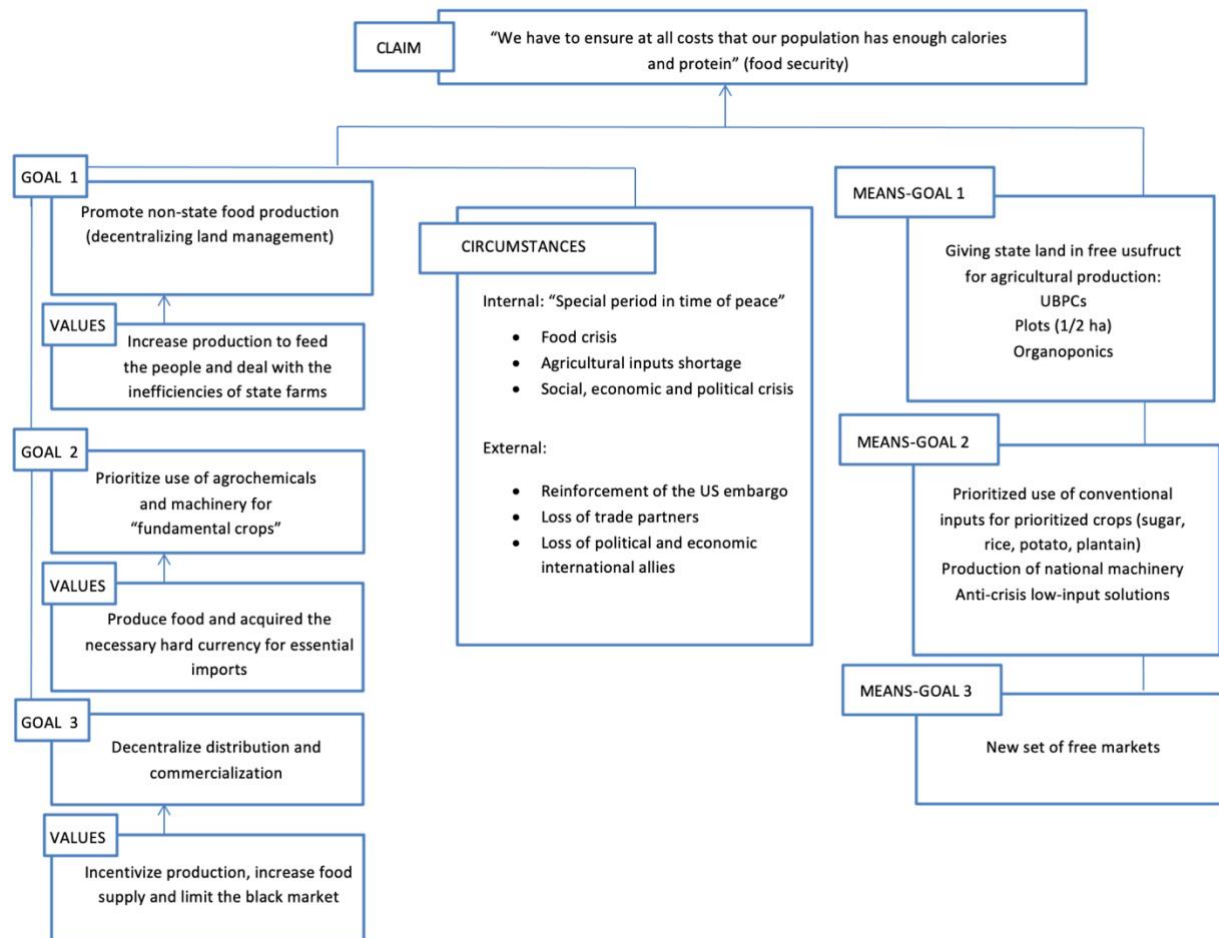 CLAIM
“We have to ensure at all costs that our population has enough calories
and protein” (food security)
GOAL 1
Promote non-state food production
(decentralizing land management)
VALUES
Increase production to feed
the people and deal with the
inefficiencies of state farms
GOAL 2
Prioritize use of agrochemicals
and machinery for
“fundamental crops”
VALUES
Produce food and acquired the
necessary hard currency for essential
imports
GOAL 3
Decentralize distribution and
commercialization
VALUES
Incentivize production, increase food
supply and limit the black market
CIRCUMSTANCES
Internal: “Special period in time of peace”
• Food crisis
• Agricultural inputs shortage
• Social, economic and political crisis
External:
• Reinforcement of the US embargo
• Loss of trade partners
• Loss of political and economic
international allies
MEANS-GOAL 1
Giving state land in free usufruct
for agricultural production:
UBPCs
Plots (1/2 ha)
Organoponics
MEANS-GOAL 2
Prioritized use of conventional
inputs for prioritized crops (sugar,
rice, potato, plantain)
Production of national machinery
Anti-crisis low-input solutions
MEANS-GOAL 3
New set of free markets